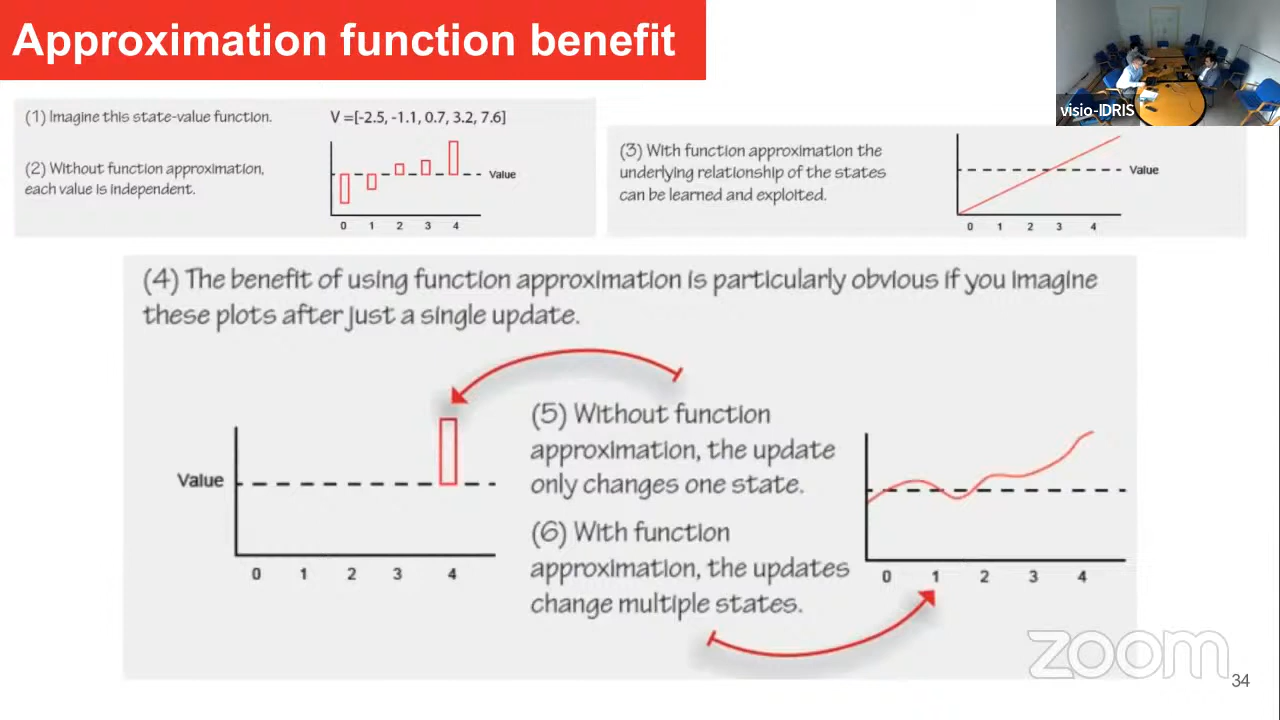 Approximation function benefit
visio-IDRIS
(1) Imagine this state-value function.
V =[-2.5, -1.1, 0.7, 3.2, 7.6]
(2) Without function approximation,
each value is independent.
Value
0 1 2 3 4
(3) With function approximation the
underlying relationship of the states
can be learned and exploited.
Value
0 1 2 3 4
(4) The benefit of using function approximation is particularly obvious if you imagine
these plots after just a single update.
Value
0 1 2 3 4
(5) Without function
approximation, the update
only changes one state.
(6) With function
approximation, the updates
change multiple states.
0 1 2 3 4
zoom
34